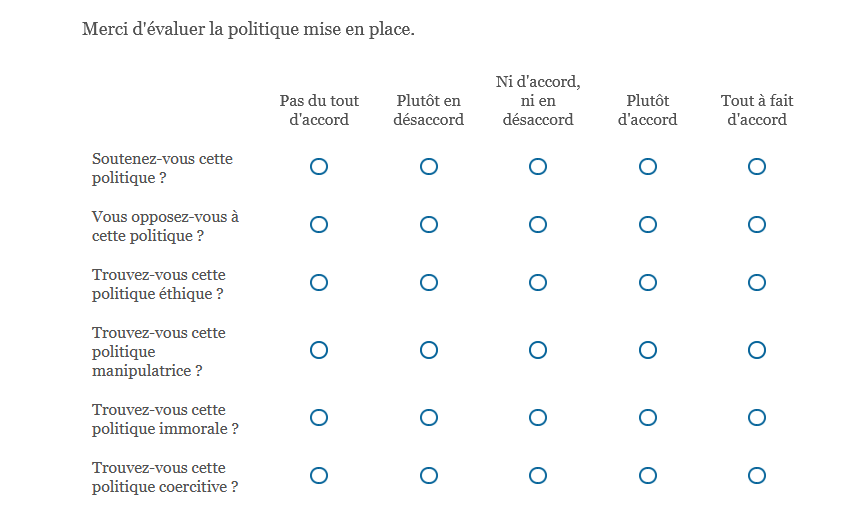 Merci d'évaluer la politique mise en place.
Pas du tout
d'accord
Plutôt en
désaccord
Ni d'accord,
ni en
désaccord
Plutôt
d'accord
Tout à fait
d'accord
Soutenez-vous cette
politique ?
Vous opposez-vous à
cette politique ?
Trouvez-vous cette
politique éthique ?
Trouvez-vous cette
politique
manipulatrice ?
Trouvez-vous cette
politique immorale ?
Trouvez-vous cette
politique coercitive ?